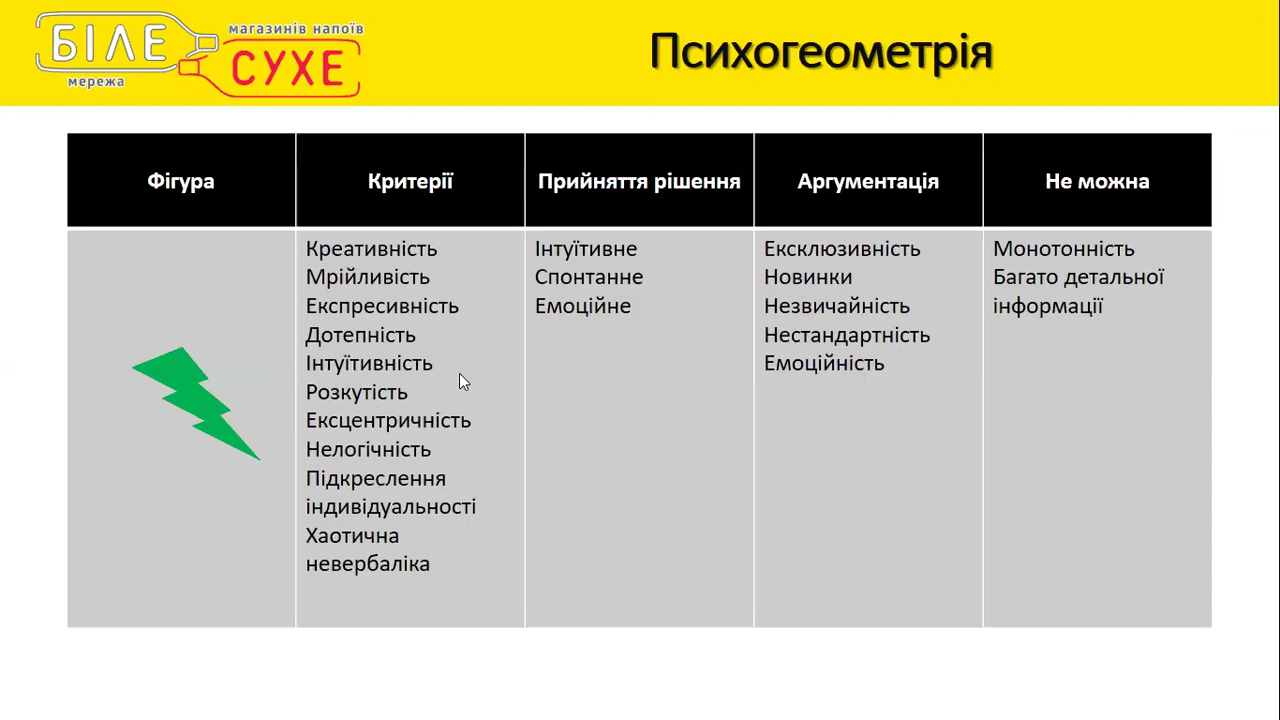 БІЛЕ
мережа
магазинів напоїв
СУХЕ
Психогеометрія
Фігура
Критерії
Прийняття рішення
Аргументація
Не можна
Креативність
Мрійливість
Експресивність
Дотепність
Інтуїтивність
Розкутість
Ексцентричність
Нелогічність
Підкреслення
індивідуальності
Хаотична
невербаліка
Інтуїтивне
Спонтанне
Емоційне
Ексклюзивність
Новинки
Незвичайність
Нестандартність
Емоційність
Монотонність
Багато детальної
інформації